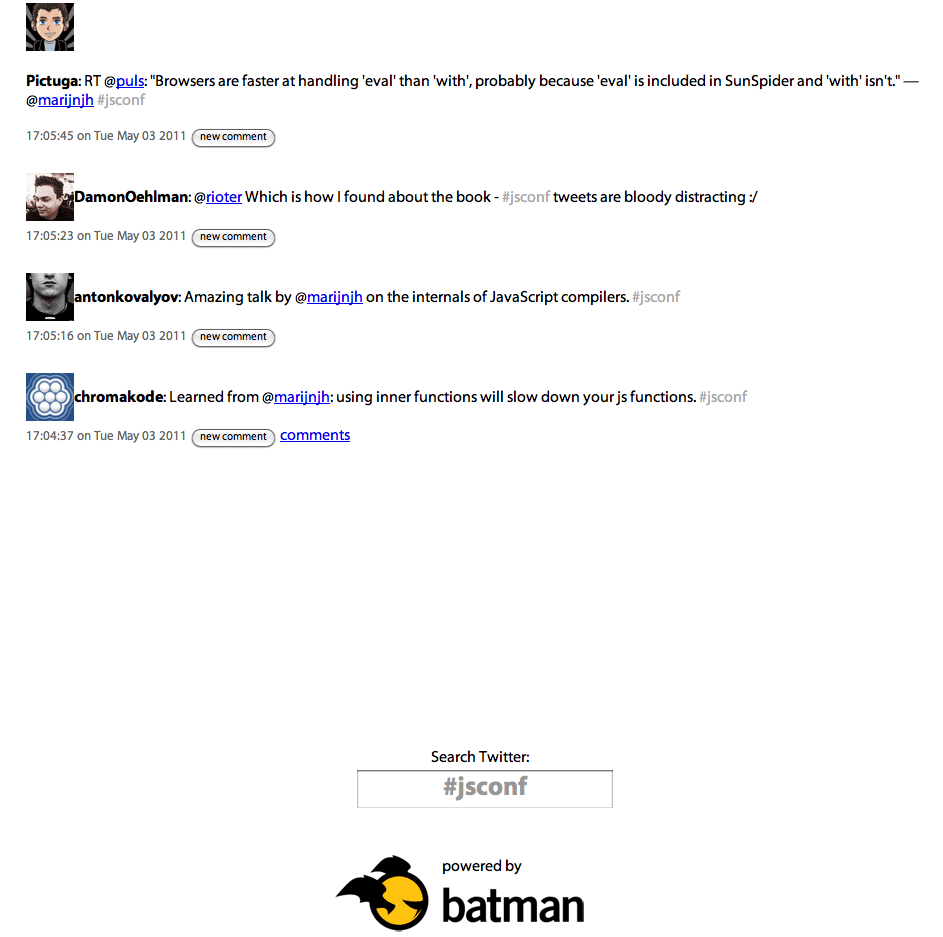 Pictuga: RT @puls: "Browsers are faster at handling 'eval' than 'with', probably because 'eval' is included in SunSpider and 'with' isn't." —
@marijnjh #jsconf
17:05:45 on Tue May 03 2011 new comment
DamonOehlman: @rioter Which is how I found about the book - #jsconf tweets are bloody distracting :/
17:05:23 on Tue May 03 2011 new comment
antonkovalyov: Amazing talk by @marijnjh on the internals of JavaScript compilers. #jsconf
17:05:16 on Tue May 03 2011 new comment
chromakode: Learned from @marijnjh: using inner functions will slow down your js functions. #jsconf
17:04:37 on Tue May 03 2011 new comment comments
Search Twitter:
#jsconf
powered by
batman